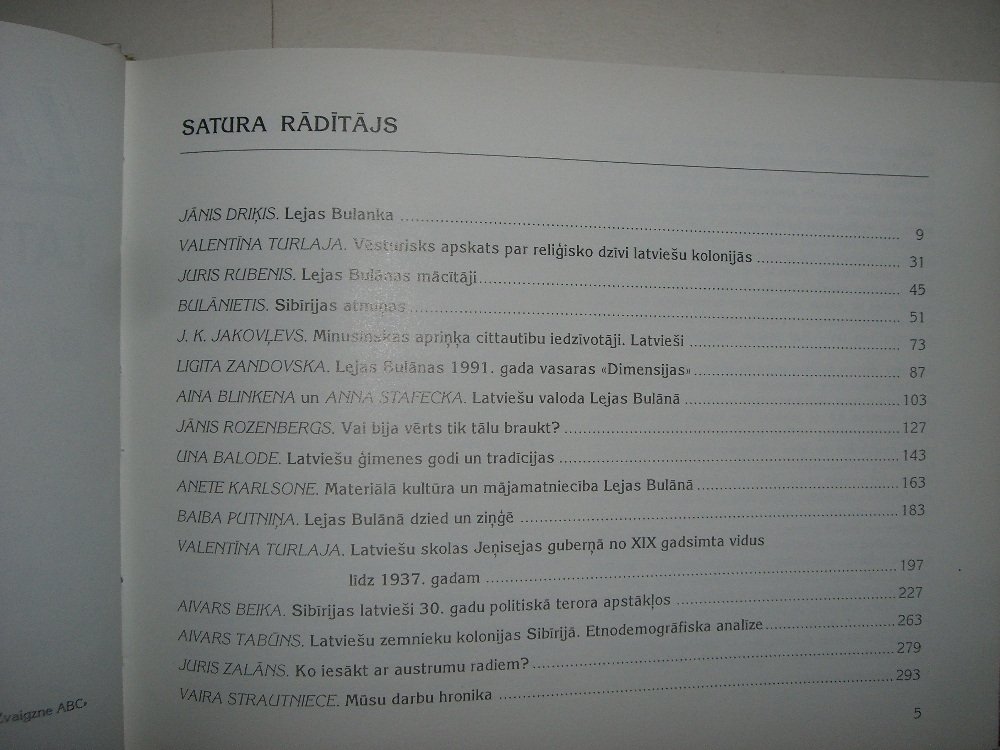 SATURA RĀDĪTĀJS
JĀNIS DRIĶIS. Lejas Bulanka ........ 9
VALENTĪNA TURLAJA. Vēsturisks apskats par reliģisko dzīvi latviešu kolonijās ........ 31
JURIS RUBENIS. Lejas Bulānas mācītāji ........ 45
BULĀNIETIS. Sibīrijas atmiņas ........ 51
J. K. JAKOVĻEVS. Minusinskas apriņķa cittautību iedzīvotāji. Latvieši ........ 73
LIGITA ZANDOVSKA. Lejas Bulānas 1991. gada vasaras «Dimensijas» ........ 87
AINA BLINKENA un ANNA STAFECKA. Latviešu valoda Lejas Bulānā ........ 103
JĀNIS ROZENBERGS. Vai bija vērts tik tālu braukt? ........ 127
UNA BALODE. Latviešu ģimenes godi un tradīcijas ........ 143
ANETE KARLSONE. Materiālā kultūra un mājamatniecība Lejas Bulānā ........ 163
BAIBA PUTNIŅA. Lejas Bulānā dzied un ziņģē ........ 183
VALENTĪNA TURLAJA. Latviešu skolas Jeņisejas guberņā no XIX gadsimta vidus
līdz 1937. gadam ........ 197
AIVARS BEIKA. Sibīrijas latvieši 30. gadu politiskā terora apstākļos ........ 227
AIVARS TABŪNS. Latviešu zemnieku kolonijas Sibīrijā. Etnodemogrāfiska analīze ........ 263
JURIS ZALĀNS. Ko iesākt ar austrumu radiem? ........ 279
VAIRA STRAUTNIECE. Mūsu darbu hronika ........ 293
Zvaigzne ABC,
5